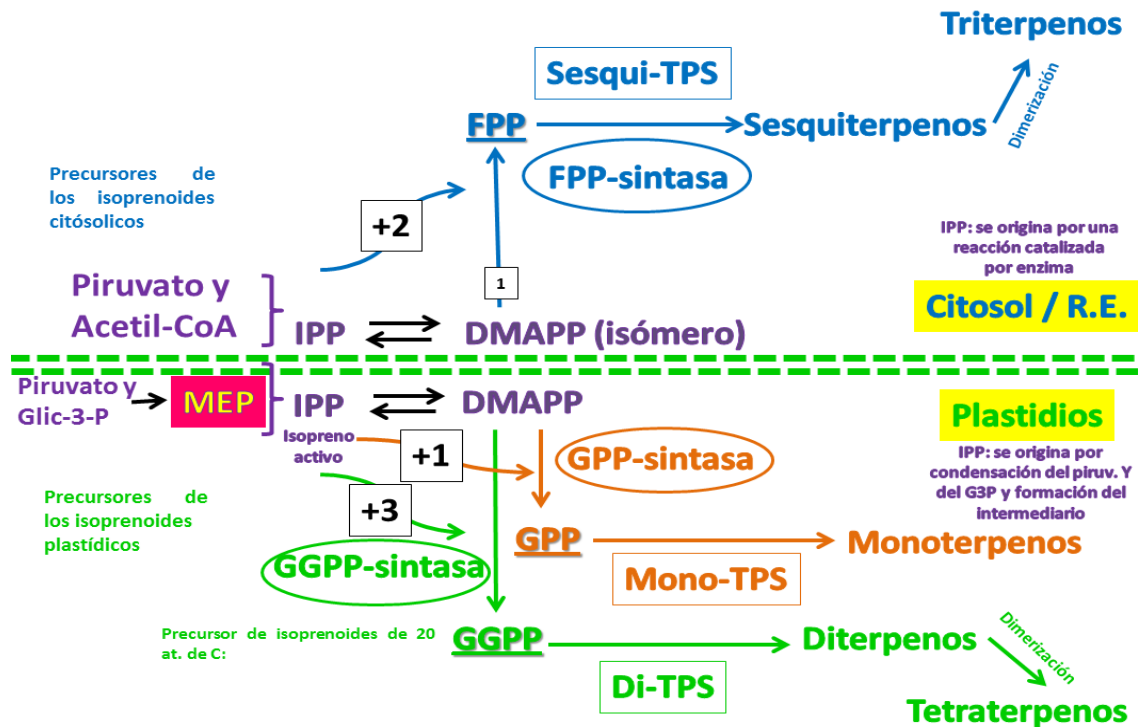 Triterpenos
Dimerización
Sesqui-TPS
FPP
Sesquiterpenos
FPP-sintasa
Precursores de
los isoprenoides
citósolicos
+2
1
IPP: se origina por una
reacción catalizada
por enzima
Citosol / R.E.
Piruvato y
Acetil-CoA
IPP
DMAPP (isómero)
Piruvato y
Glic-3-P
MEP
IPP
Isopreno
activo
DMAPP
Plastidios
IPP: se origina por
condensación del piruv. Y
del G3P y formación del
intermediario
+1
GPP-sintasa
Precursores de
los isoprenoides
plastídicos
+3
GPP
Monoterpenos
GGPP-sintasa
Mono-TPS
Precursor de isoprenoides de 20
at. de C:
GGPP
Diterpenos
Dimerización
Di-TPS
Tetraterpenos